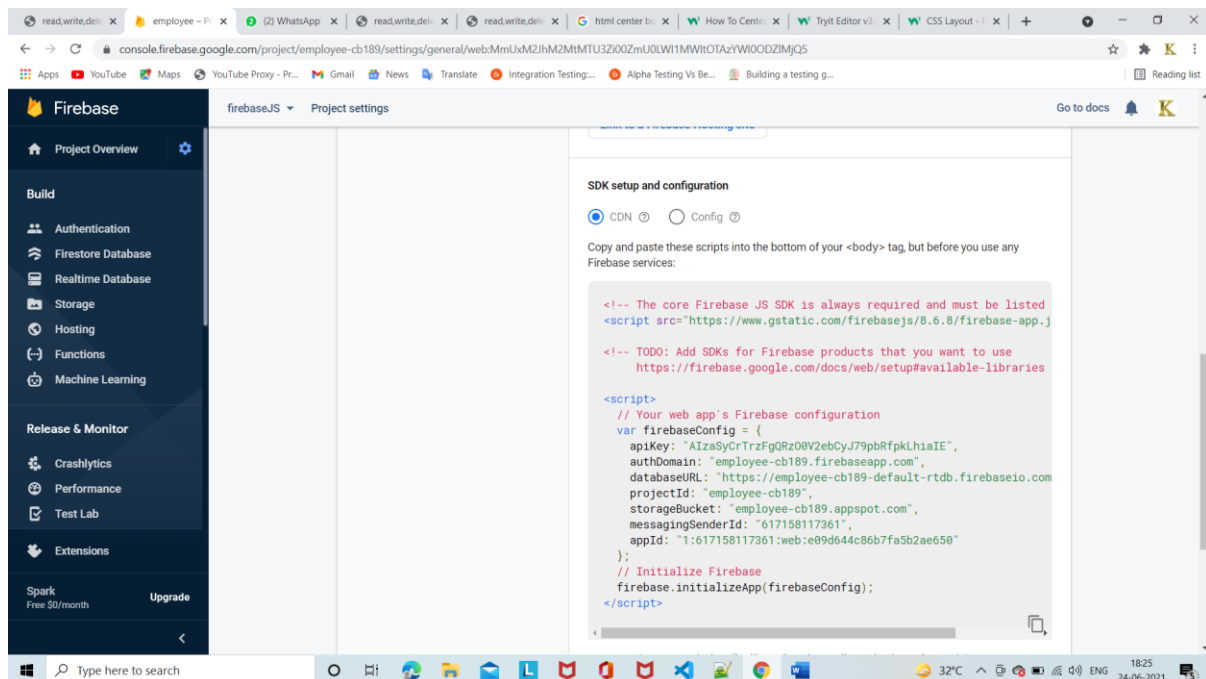 read,write,dele
employee – Pr
(2) WhatsApp
read,write,dele
read,write,dele
html center bo
How To Center
Tryit Editor v3.
CSS Layout - H
console.firebase.google.com/project/employee-cb189/settings/general/web:MmUxM2JhM2MtMTU3Zi00ZmU0LWI1MWItOTAzYWI0ODZlMjQ5
Apps
YouTube
Maps
YouTube Proxy - Pr...
Gmail
News
Translate
Integration Testing:...
Alpha Testing Vs Be...
Building a testing g...
Reading list
Firebase
firebaseJS
Project settings
Go to docs
K
Project Overview
Build
Authentication
Firestore Database
Realtime Database
Storage
Hosting
Functions
Machine Learning
Release & Monitor
Crashlytics
Performance
Test Lab
Extensions
Spark
Free $0/month
Upgrade
Link to a Firebase Hosting site
SDK setup and configuration
CDN
Config
Copy and paste these scripts into the bottom of your <body> tag, but before you use any
Firebase services:
<!-- The core Firebase JS SDK is always required and must be listed
<script src="https://www.gstatic.com/firebasejs/8.6.8/firebase-app.j
<!-- TODO: Add SDKs for Firebase products that you want to use
https://firebase.google.com/docs/web/setup#available-libraries
<script>
// Your web app's Firebase configuration
var firebaseConfig = {
apiKey: "AIzaSyCrTrzFgQRzO0V2ebCyJ79pbRfpkLhiaIE",
authDomain: "employee-cb189.firebaseapp.com",
databaseURL: "https://employee-cb189-default-rtdb.firebaseio.com
projectId: "employee-cb189",
storageBucket: "employee-cb189.appspot.com",
messagingSenderId: "617158117361",
appId: "1:617158117361:web:e09d644c86b7fa5b2ae650"
};
// Initialize Firebase
firebase.initializeApp(firebaseConfig);
</script>
Type here to search
32°C
ENG
18:25
24-06-2021